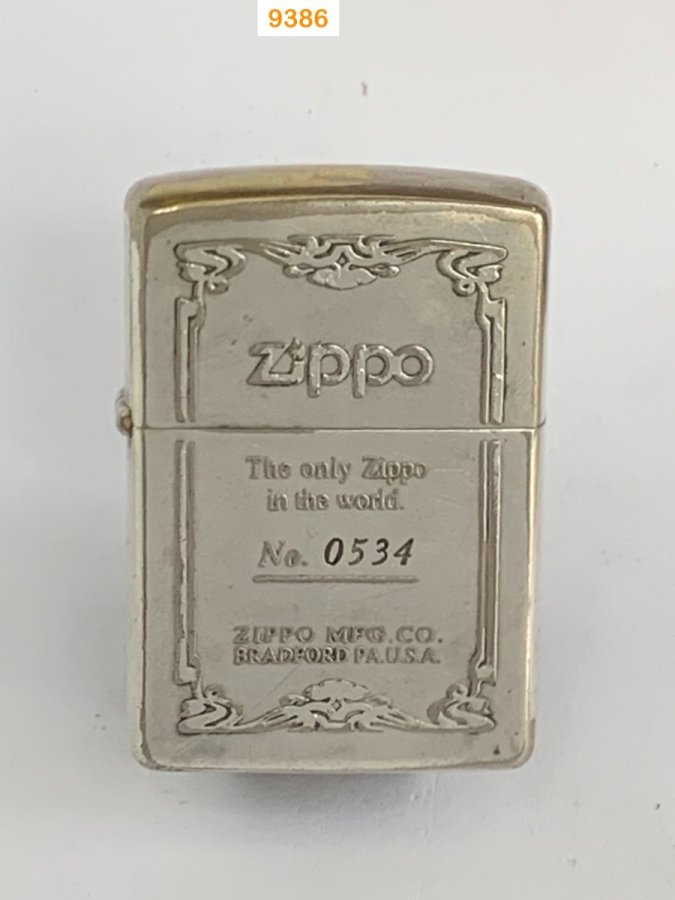 9386
Zippo
The only Zippo
in the world.
No. 0534
ZIPPO MFG. CO.
BRADFORD PA.U.S.A.